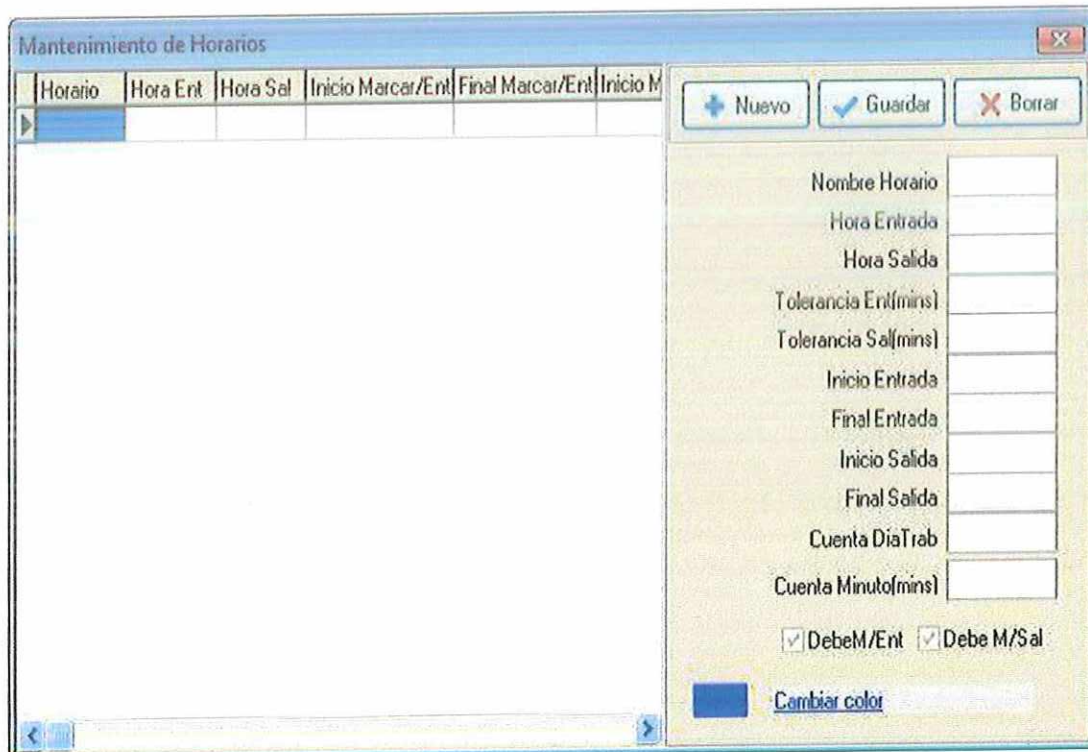 Mantenimiento de Horarios
Horario Hora Ent Hora Sal Inicio Marcar/Ent Final Marcar/Ent Inicio M
Nuevo Guardar Borrar
Nombre Horario
Hora Entrada
Hora Salida
Tolerancia Ent(mins)
Tolerancia Sal(mins)
Inicio Entrada
Final Entrada
Inicio Salida
Final Salida
Cuenta DiaTrab
Cuenta Minuto(mins)
DebeM/Ent Debe M/Sal
Cambiar color